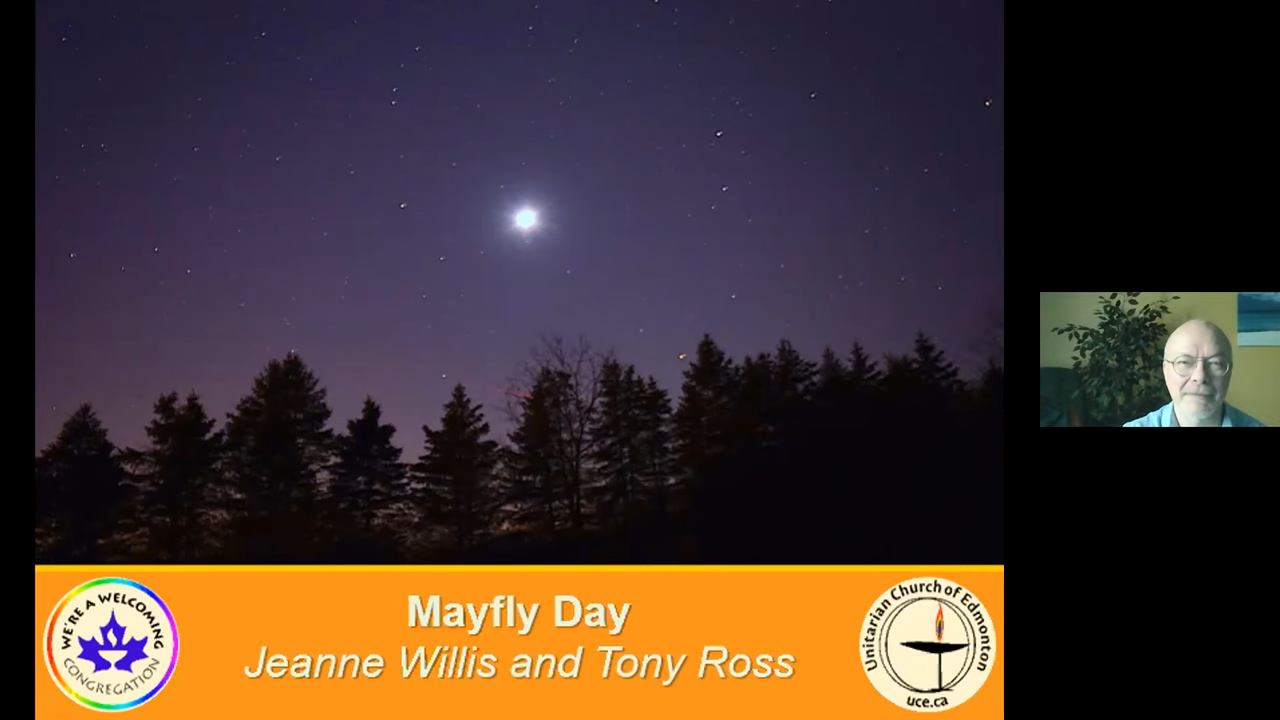 WE'RE A WELCOMING
CONGREGATION
Mayfly Day
Jeanne Willis and Tony Ross
Unitarian Church of Edmonton
uce.ca